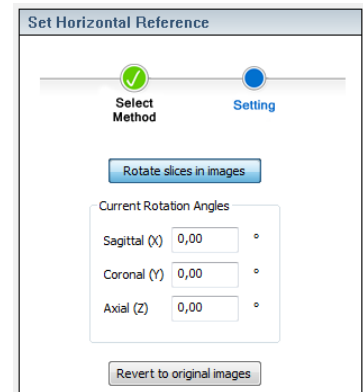 Set Horizontal Reference
Select
Method
Setting
Rotate slices in images
Current Rotation Angles
Sagittal (X) 0,00 °
Coronal (Y) 0,00 °
Axial (Z) 0,00 °
Revert to original images